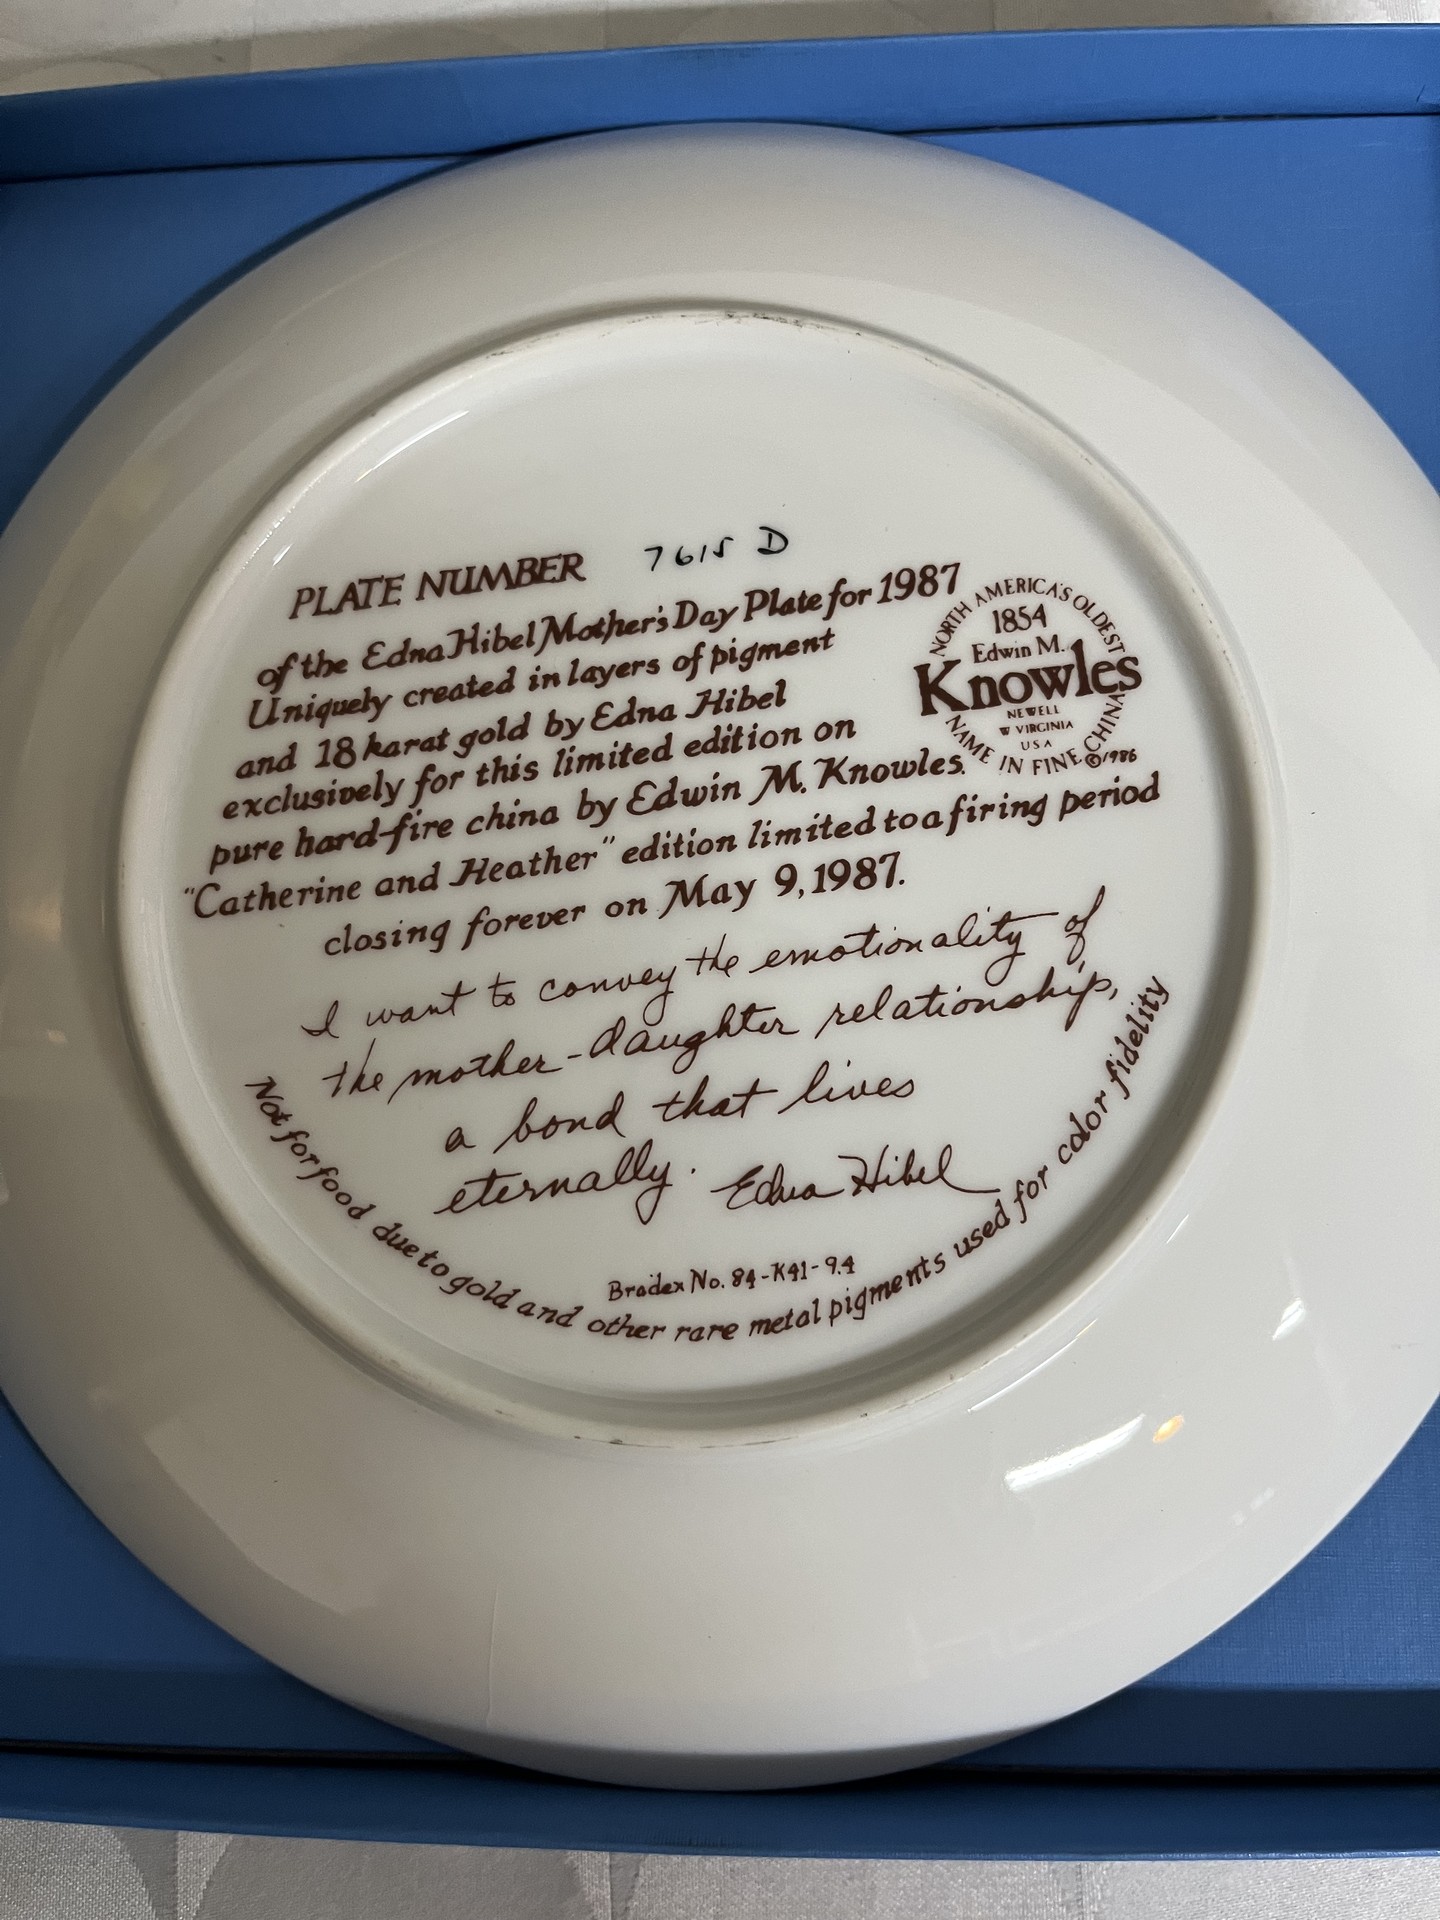 PLATE NUMBER 7615 D
of the Edna Hibel Mother's Day Plate for 1987
Uniquely created in layers of pigment
and 18 karat gold by Edna Hibel
exclusively for this limited edition on
pure hard-fire china by Edwin M. Knowles.
"Catherine and Heather" edition limited to a firing period
closing forever on May 9, 1987.
NORTH AMERICA'S OLDEST
1854
Edwin M.
Knowles
NEWELL
W VIRGINIA
USA
NAME IN FINE CHINA
©1986
I want to convey the emotionality of
the mother-daughter relationship,
a bond that lives
eternally. Edna Hibel
Bradex No. 84-K41-9.4
Not for food due to gold and other rare metal pigments used for color fidelity